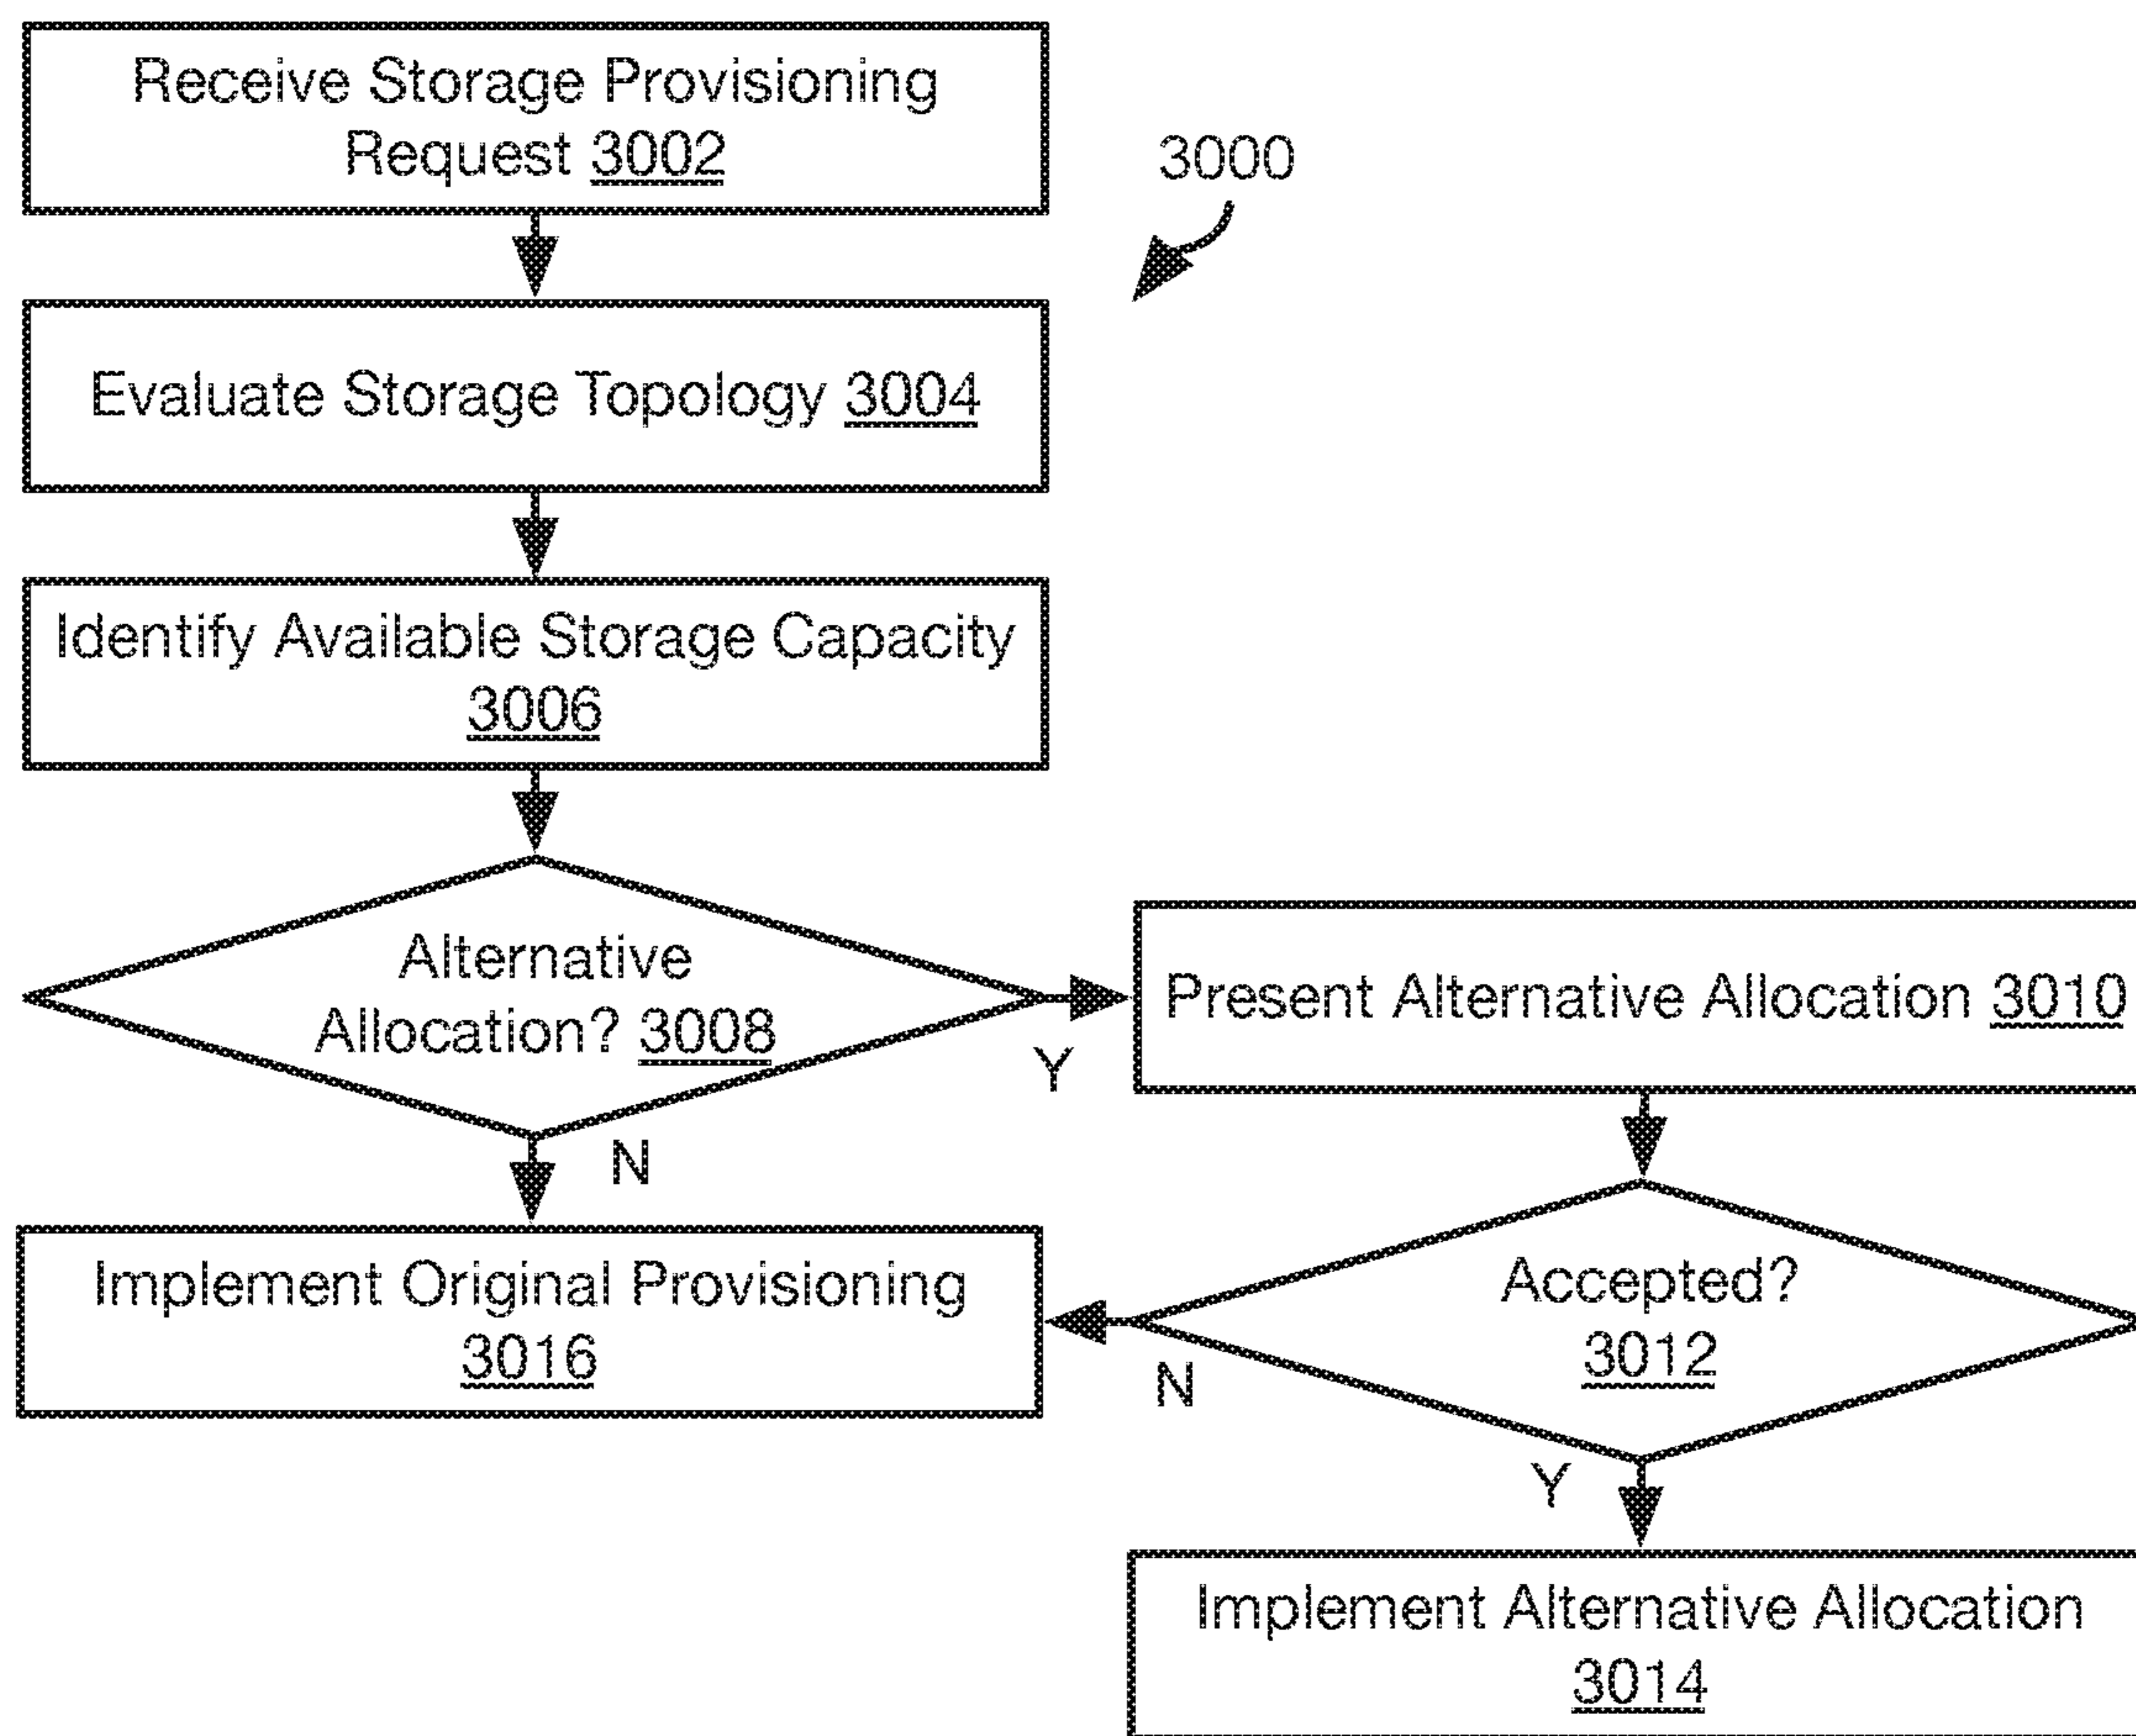 Receive Storage Provisioning
Request 3002
3000
Evaluate Storage Topology 3004
Identify Available Storage Capacity
3006
Alternative
Allocation? 3008
Y
N
Present Alternative Allocation 3010
Accepted?
3012
N
Y
Implement Original Provisioning
3016
Implement Alternative Allocation
3014